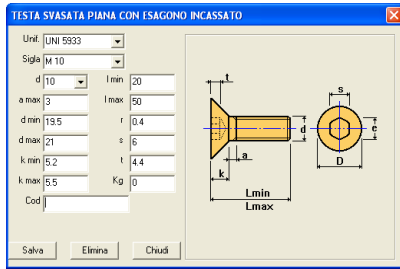 TESTA SVASATA PIANA CON ESAGONO INCASSATO
Unif. UNI 5933
Sigla M 10
d 10 l min 20
a max 3 l max 50
d min 19.5 r 0.4
d max 21 s 6
k min 5.2 t 4.4
k max 5.5 Kg 0
Cod
Salva Elimina Chiudi
t
s
d
e
a
k
D
Lmin
Lmax